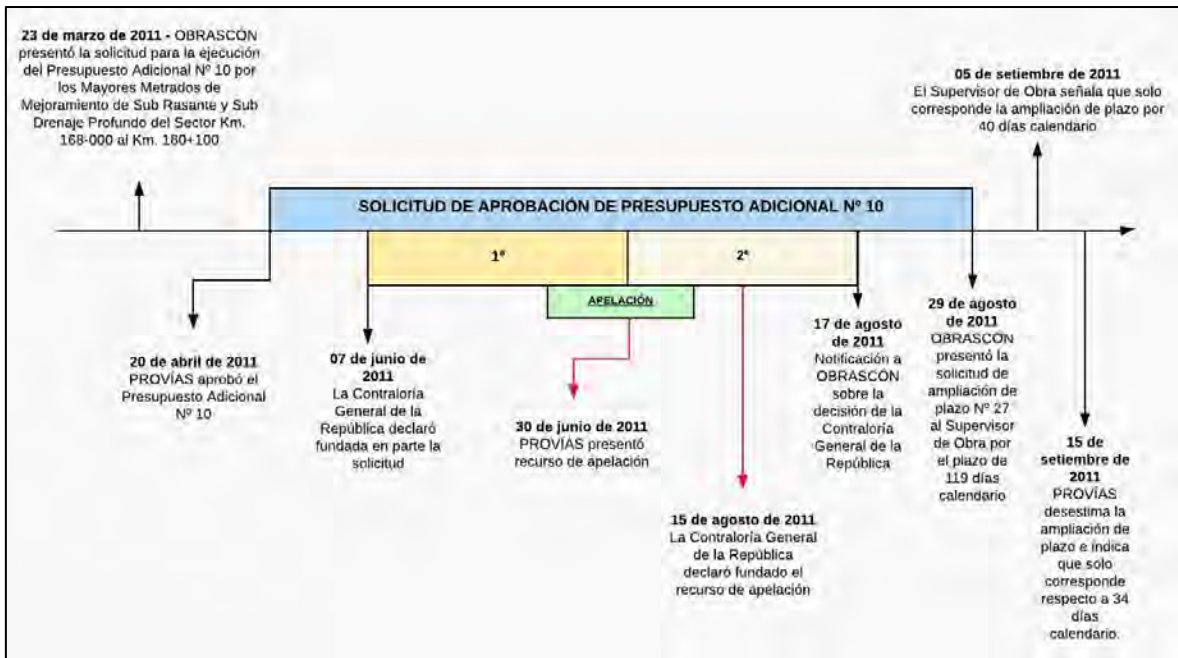 23 de marzo de 2011 - OBRASCÓN
presentó la solicitud para la ejecución
del Presupuesto Adicional Nº 10 por
los Mayores Metrados de
Mejoramiento de Sub Rasante y Sub
Drenaje Profundo del Sector Km.
168-000 al Km. 180+100
05 de setiembre de 2011
El Supervisor de Obra señala que solo
corresponde la ampliación de plazo por
40 días calendario
SOLICITUD DE APROBACIÓN DE PRESUPUESTO ADICIONAL Nº 10
1ª
2ª
APELACIÓN
20 de abril de 2011
PROVÍAS aprobó el
Presupuesto Adicional
Nº 10
07 de junio de
2011
La Contraloría
General de la
República declaró
fundada en parte la
solicitud
30 de junio de 2011
PROVÍAS presentó
recurso de apelación
15 de agosto de 2011
La Contraloría General
de la República
declaró fundado el
recurso de apelación
17 de agosto
de 2011
Notificación a
OBRASCÓN
sobre la
decisión de la
Contraloría
General de la
República
29 de agosto
de 2011
OBRASCÓN
presentó la
solicitud de
ampliación de
plazo Nº 27
al Supervisor
de Obra por
el plazo de
119 días
calendario
15 de
setiembre de
2011
PROVÍAS
desestima la
ampliación de
plazo e indica
que solo
corresponde
respecto a 34
días
calendario.